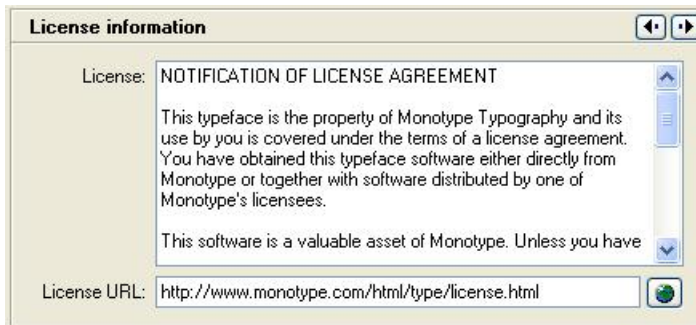 License information
License: NOTIFICATION OF LICENSE AGREEMENT
This typeface is the property of Monotype Typography and its
use by you is covered under the terms of a license agreement.
You have obtained this typeface software either directly from
Monotype or together with software distributed by one of
Monotype's licensees.
This software is a valuable asset of Monotype. Unless you have
License URL: http://www.monotype.com/html/type/license.html